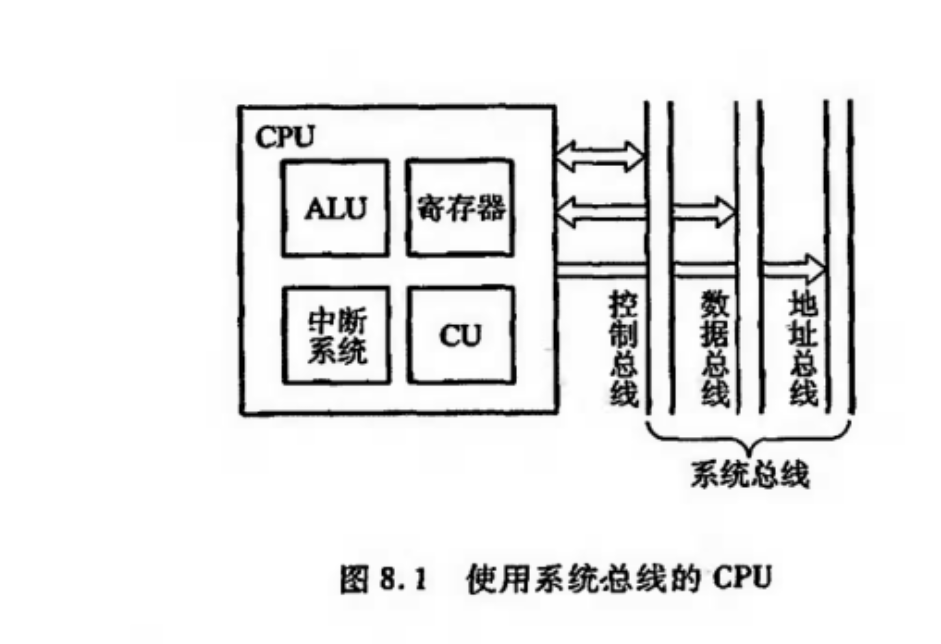 CPU
ALU
寄存器
中断
系统
CU
控制总线
数据总线
地址总线
系统总线
图 8.1 使用系统总线的 CPU